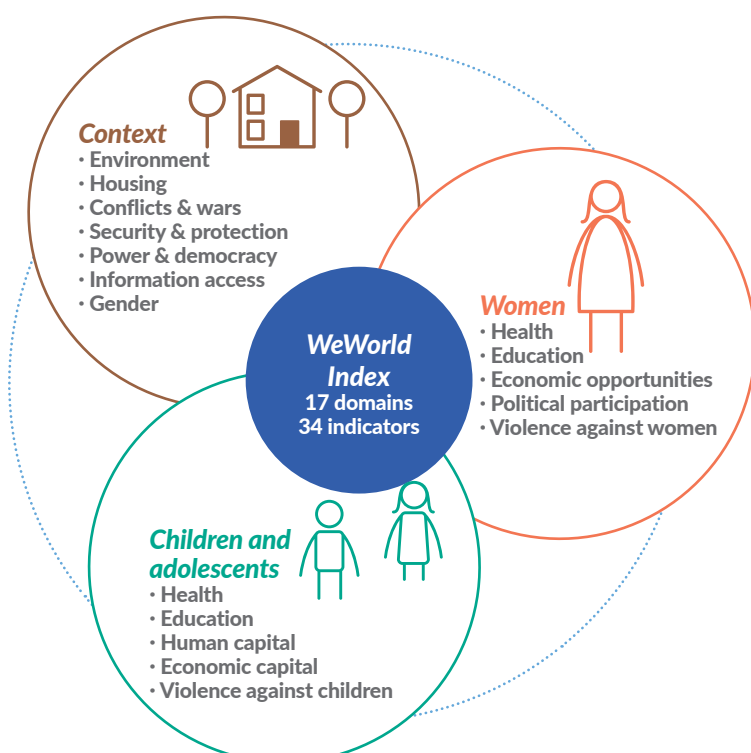 Context
· Environment
· Housing
· Conflicts & wars
· Security & protection
· Power & democracy
· Information access
· Gender
WeWorld
Index
17 domains
34 indicators
Women
· Health
· Education
· Economic opportunities
· Political participation
· Violence against women
Children and
adolescents
· Health
· Education
· Human capital
· Economic capital
· Violence against children